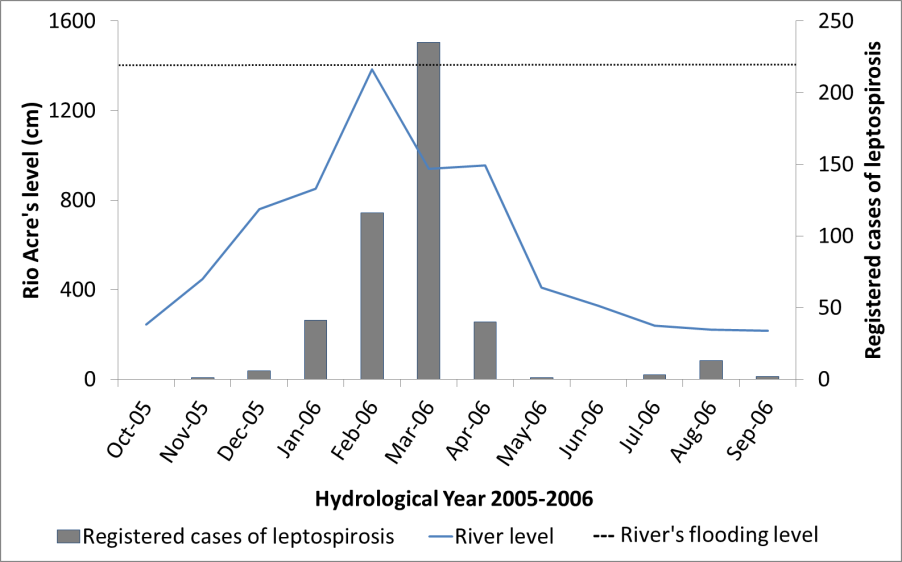 1600
1200
800
400
0
Rio Acre's level (cm)
250
200
150
100
50
0
Registered cases of leptospirosis
Oct-05
Nov-05
Dec-05
Jan-06
Feb-06
Mar-06
Apr-06
May-06
Jun-06
Jul-06
Aug-06
Sep-06
Hydrological Year 2005-2006
Registered cases of leptospirosis
River level
River's flooding level